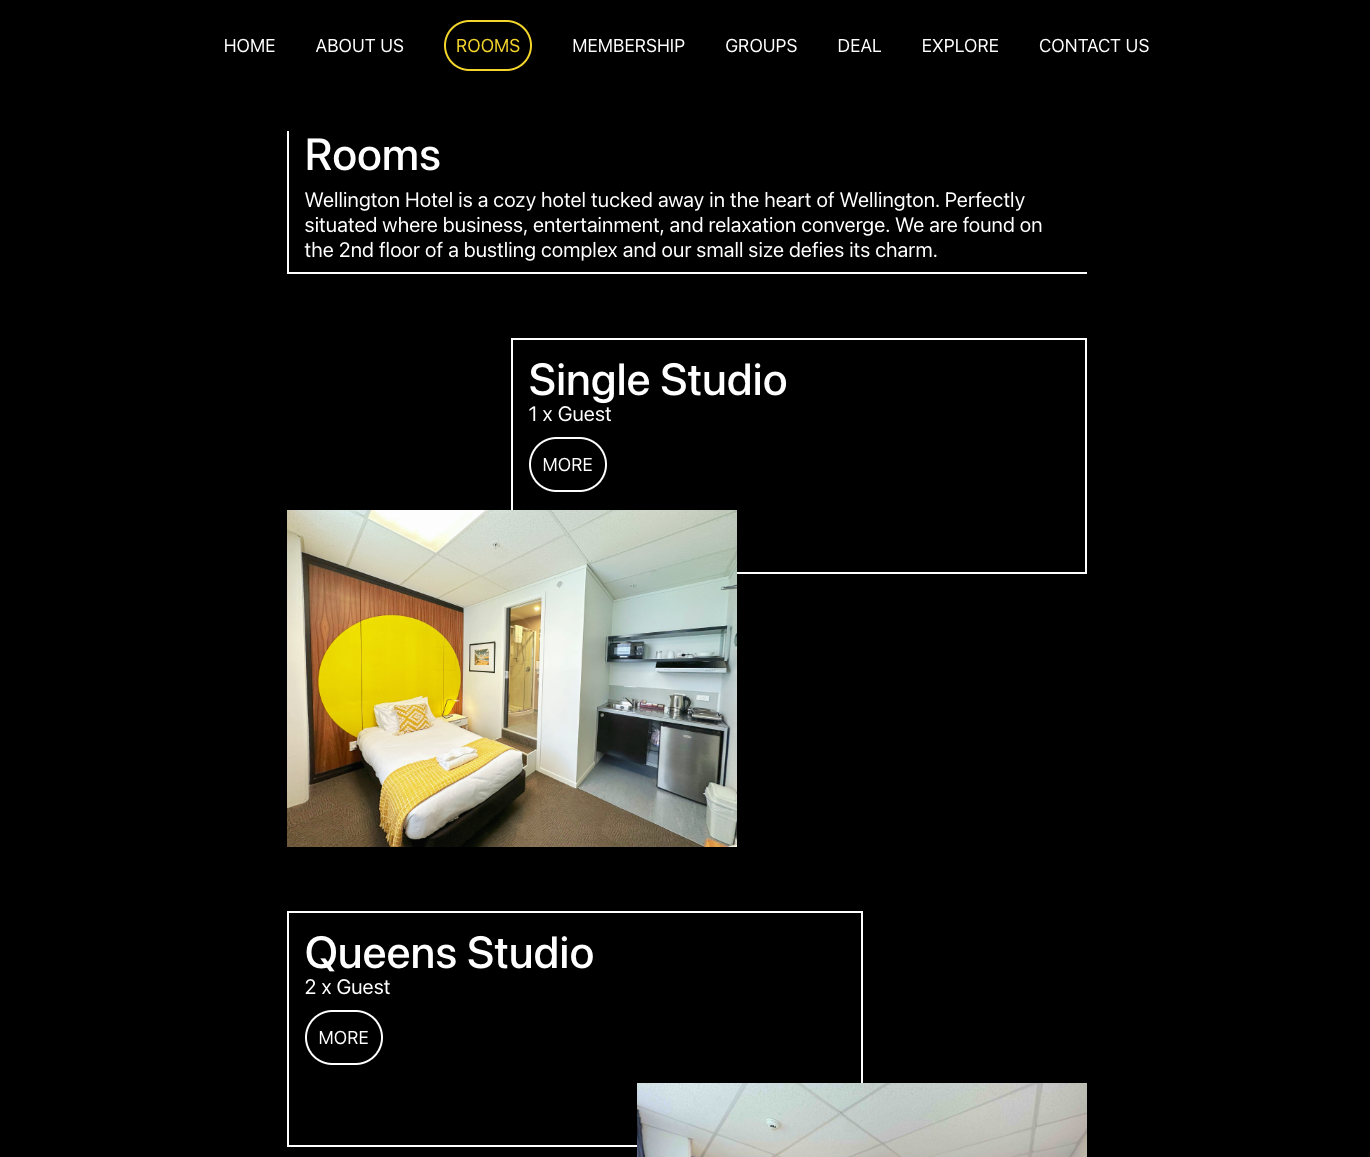 HOME ABOUT US ROOMS MEMBERSHIP GROUPS DEAL EXPLORE CONTACT US
Rooms
Wellington Hotel is a cozy hotel tucked away in the heart of Wellington. Perfectly
situated where business, entertainment, and relaxation converge. We are found on
the 2nd floor of a bustling complex and our small size defies its charm.
Single Studio
1 x Guest
MORE
Queens Studio
2 x Guest
MORE